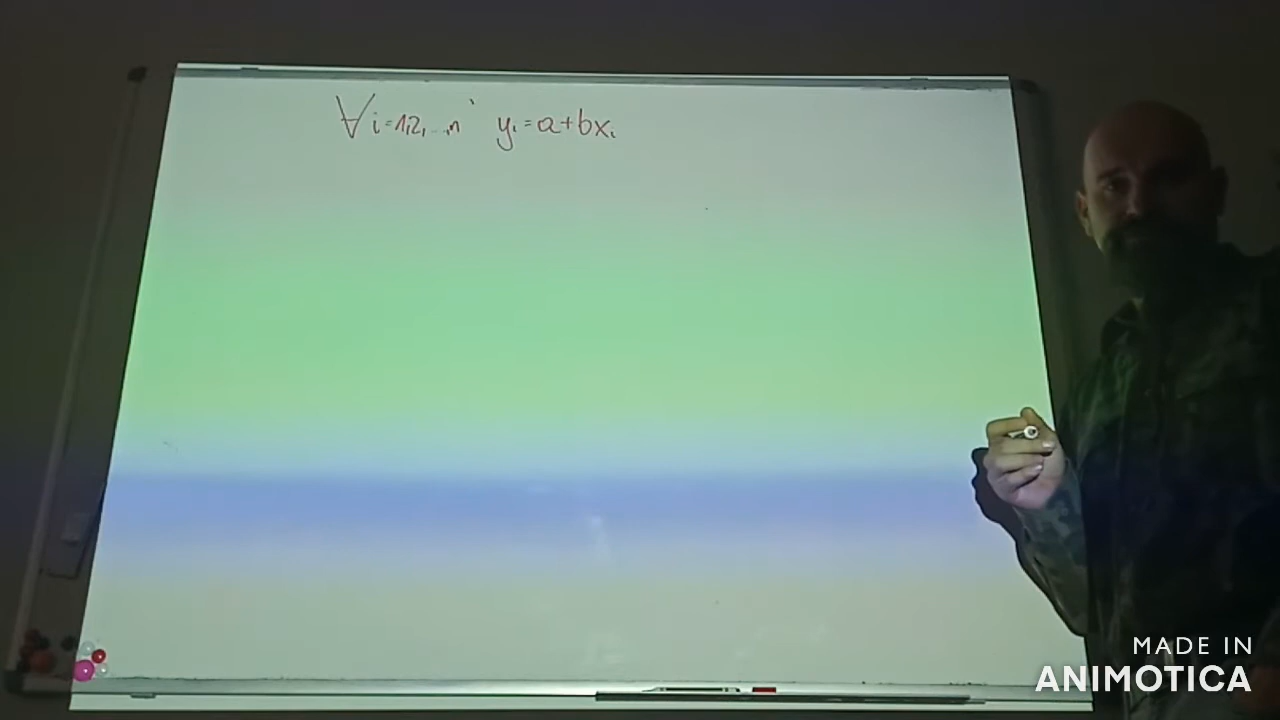 ∀ i=1,2,...,n yᵢ=a+bxᵢ
MADE IN
ANIMOTICA